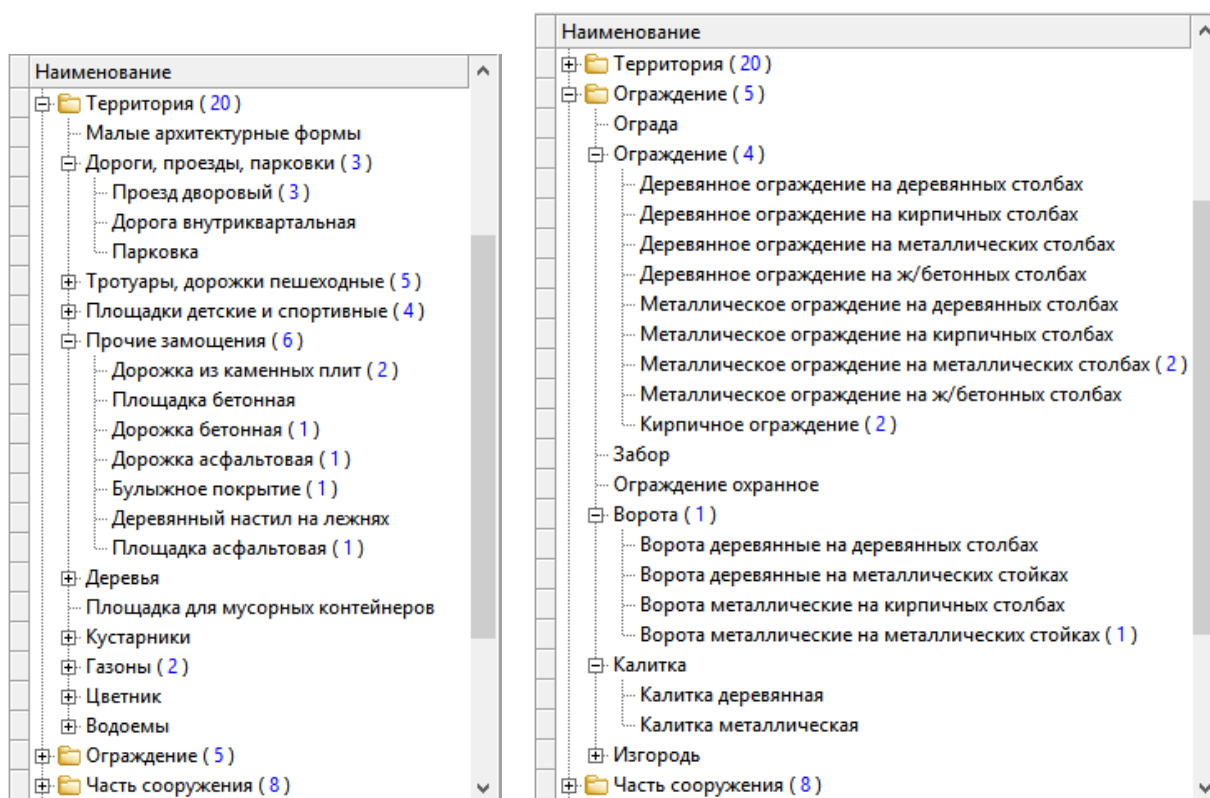 Наименование
Территория ( 20 )
Малые архитектурные формы
Дороги, проезды, парковки ( 3 )
Проезд дворовый ( 3 )
Дорога внутриквартальная
Парковка
Тротуары, дорожки пешеходные ( 5 )
Площадки детские и спортивные ( 4 )
Прочие замощения ( 6 )
Дорожка из каменных плит ( 2 )
Площадка бетонная
Дорожка бетонная ( 1 )
Дорожка асфальтовая ( 1 )
Булыжное покрытие ( 1 )
Деревянный настил на лежнях
Площадка асфальтовая ( 1 )
Деревья
Площадка для мусорных контейнеров
Кустарники
Газоны ( 2 )
Цветник
Водоемы
Ограждение ( 5 )
Часть сооружения ( 8 )
Наименование
Территория ( 20 )
Ограждение ( 5 )
Ограда
Ограждение ( 4 )
Деревянное ограждение на деревянных столбах
Деревянное ограждение на кирпичных столбах
Деревянное ограждение на металлических столбах
Деревянное ограждение на ж/бетонных столбах
Металлическое ограждение на деревянных столбах
Металлическое ограждение на кирпичных столбах
Металлическое ограждение на металлических столбах ( 2 )
Металлическое ограждение на ж/бетонных столбах
Кирпичное ограждение ( 2 )
Забор
Ограждение охранное
Ворота ( 1 )
Ворота деревянные на деревянных столбах
Ворота деревянные на металлических стойках
Ворота металлические на кирпичных столбах
Ворота металлические на металлических стойках ( 1 )
Калитка
Калитка деревянная
Калитка металлическая
Изгородь
Часть сооружения ( 8 )